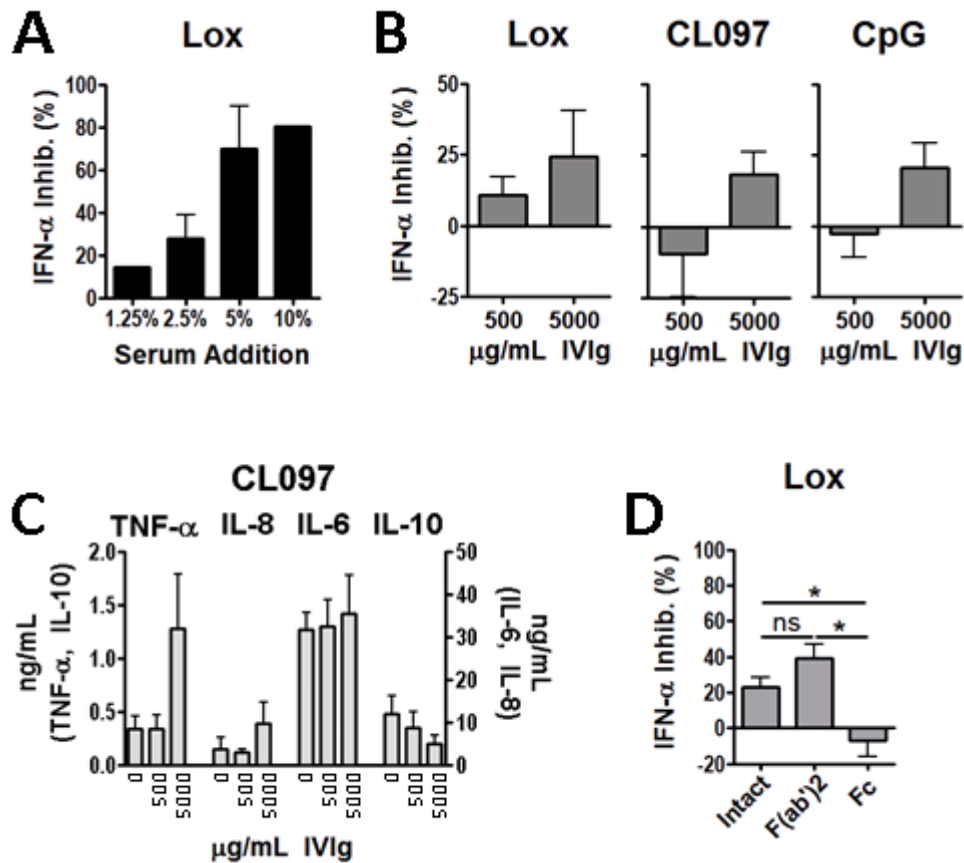 A
Lox
IFN-α Inhib. (%)
100
80
60
40
20
0
1.25% 2.5% 5% 10%
Serum Addition
B
Lox CL097 CpG
IFN-α Inhib. (%)
50
25
0
-25
500 5000 500 5000 500 5000
µg/mL IVIg µg/mL IVIg µg/mL IVIg
C
CL097
TNF-α IL-8 IL-6 IL-10
ng/mL
(TNF-α, IL-10)
2.0
1.5
1.0
0.5
0.0
50
40
30
20
10
0
ng/mL
(IL-6, IL-8)
0 500 5000 0 500 5000 0 500 5000 0 500 5000
µg/mL IVIg
D
Lox
IFN-α Inhib. (%)
100
80
60
40
20
0
-20
*
ns *
Intact F(ab')2 Fc